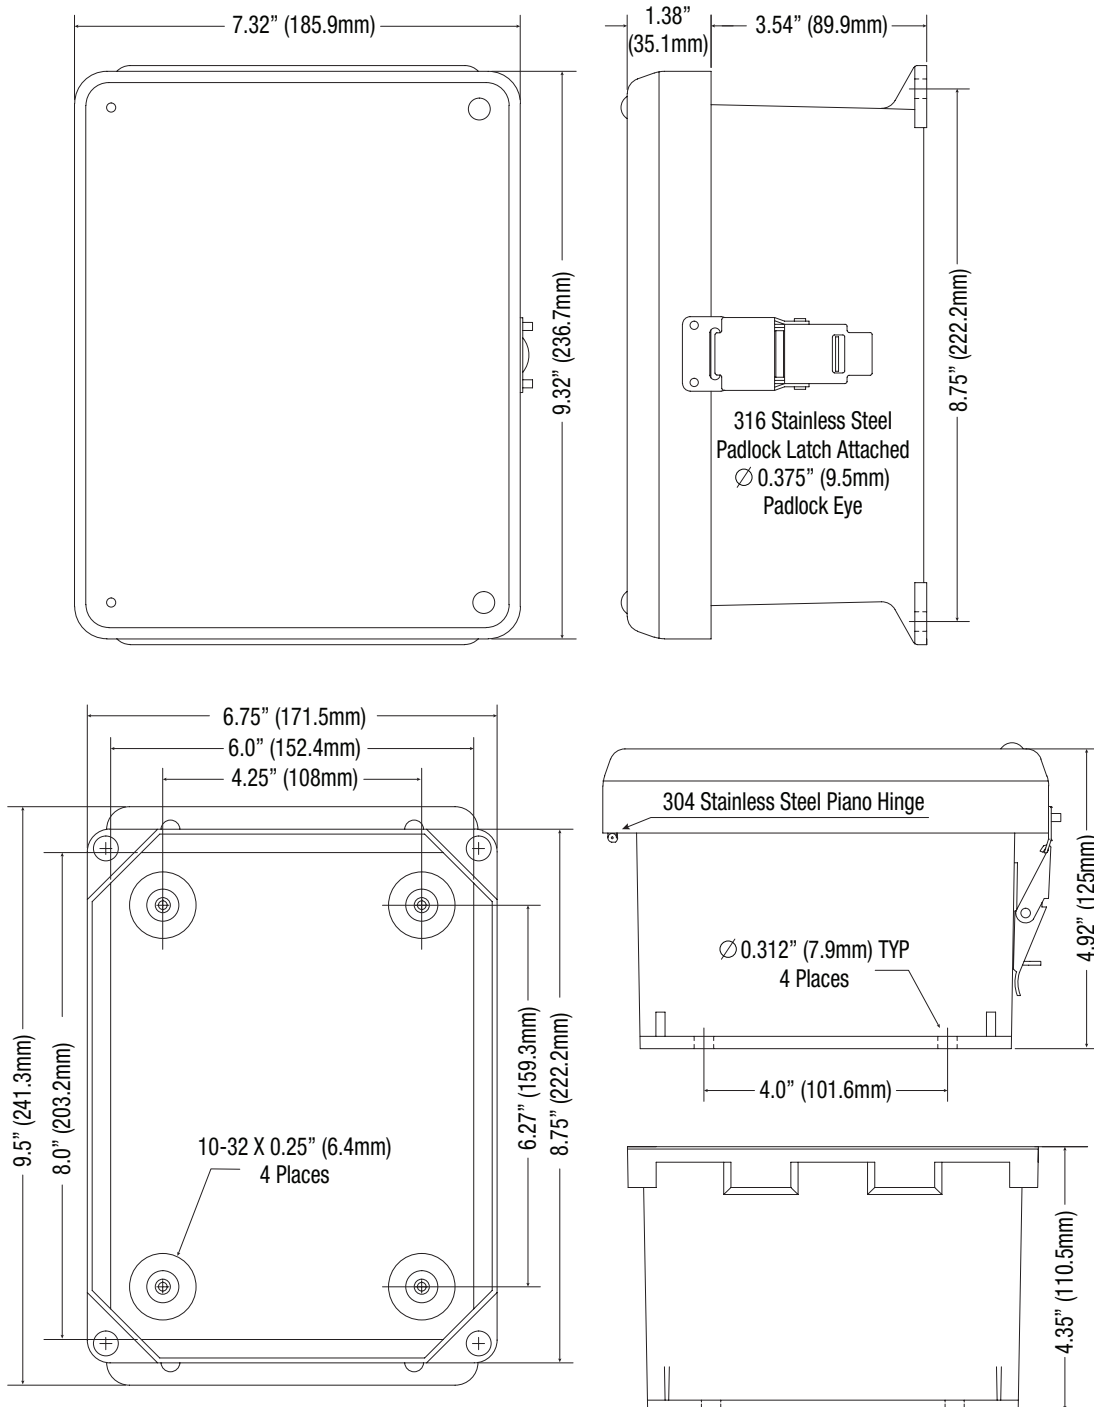 7.32” (185.9mm)
1.38”
(35.1mm)
3.54” (89.9mm)
9.32” (236.7mm)
8.75” (222.2mm)
316 Stainless Steel
Padlock Latch Attached
∅ 0.375” (9.5mm)
Padlock Eye
6.75” (171.5mm)
6.0” (152.4mm)
4.25” (108mm)
9.5” (241.3mm)
8.0” (203.2mm)
6.27” (159.3mm)
8.75” (222.2mm)
10-32 X 0.25” (6.4mm)
4 Places
304 Stainless Steel Piano Hinge
∅ 0.312” (7.9mm) TYP
4 Places
4.92” (125mm)
4.0” (101.6mm)
4.35” (110.5mm)